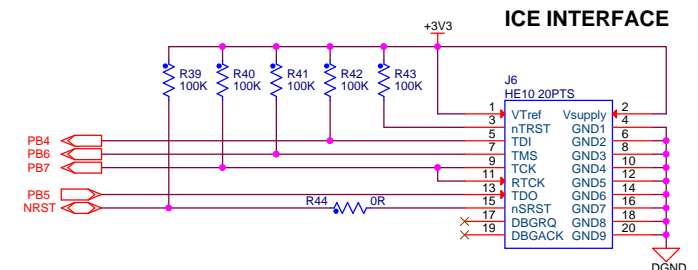 ICE INTERFACE
+3V3
R39
100K
R40
100K
R41
100K
R42
100K
R43
100K
J6
HE10 20PTS
1 VTref Vsupply 2
3 nTRST GND1 4
PB4 5 TDI GND2 6
PB6 7 TMS GND3 8
PB7 9 TCK GND4 10
11 RTCK GND5 12
PB5 13 TDO GND6 14
NRST R44 0R 15 nSRST GND7 16
17 DBGRQ GND8 18
19 DBGACK GND9 20
DGND